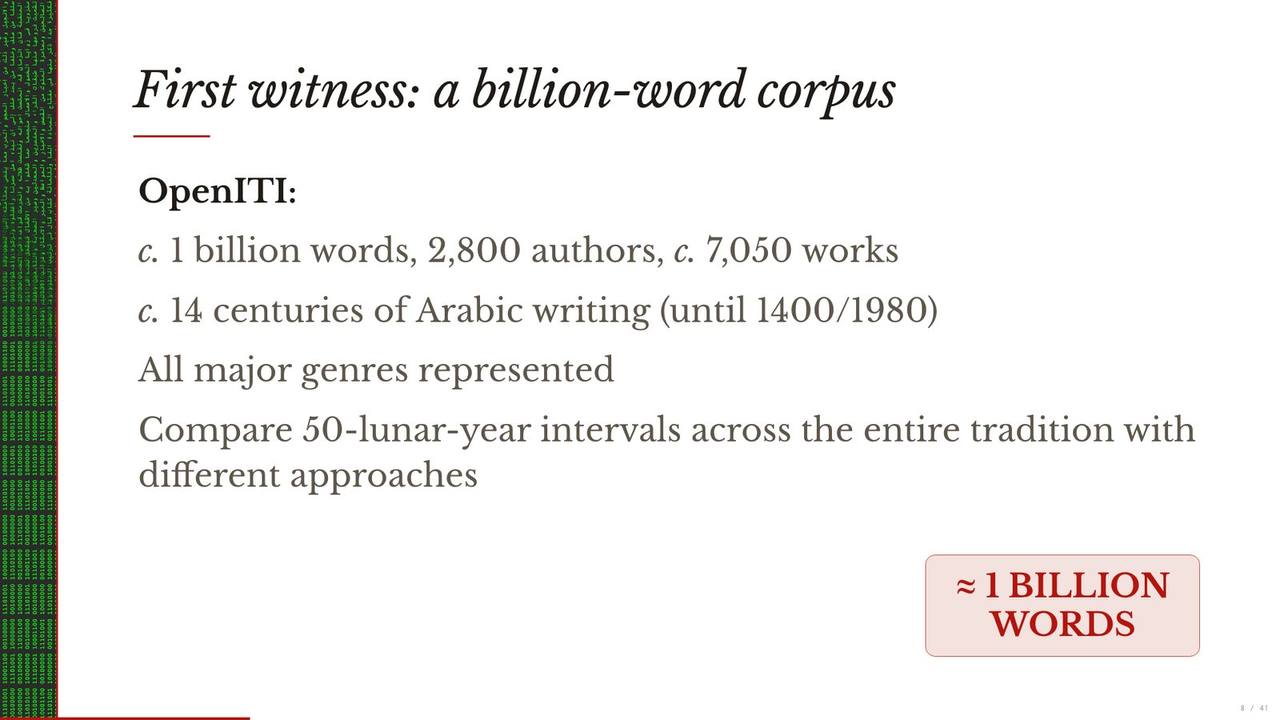 First witness: a billion-word corpus
OpenITI:
c. 1 billion words, 2,800 authors, c. 7,050 works
c. 14 centuries of Arabic writing (until 1400/1980)
All major genres represented
Compare 50-lunar-year intervals across the entire tradition with
different approaches
≈ 1 BILLION
WORDS
8 / 41